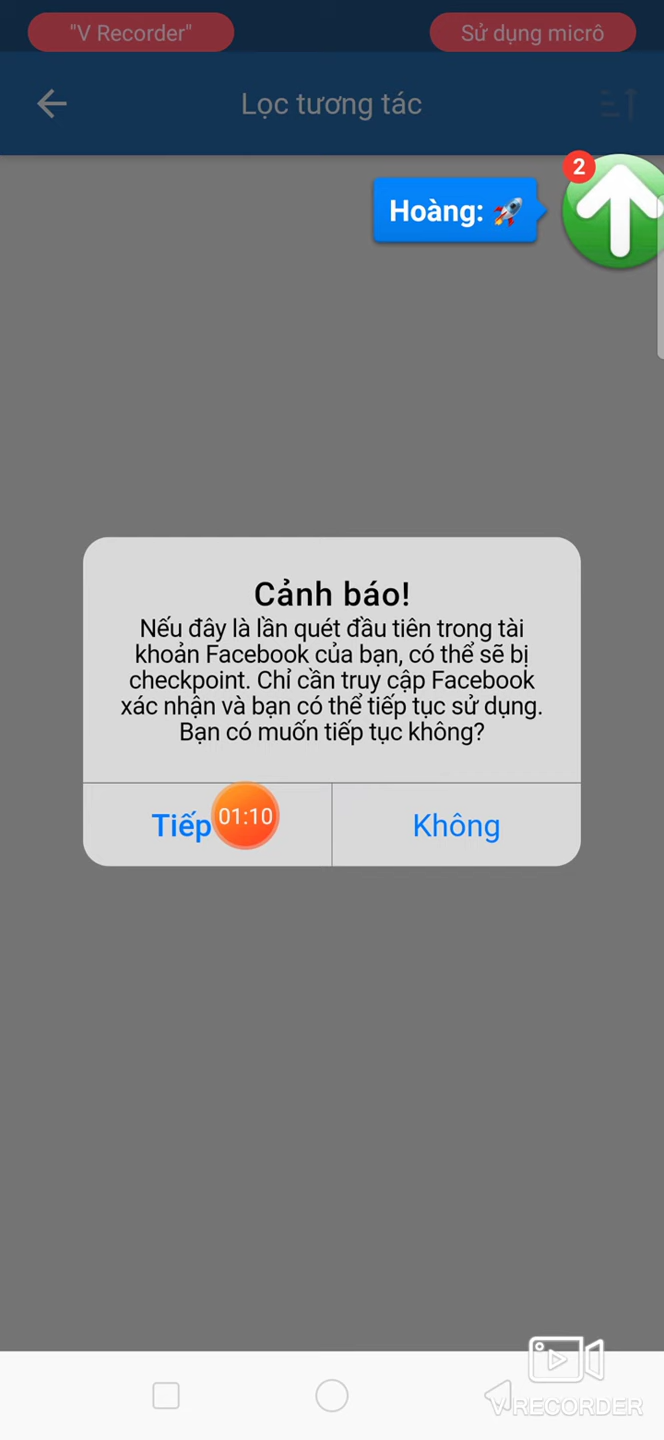 "V Recorder"
Sử dụng micrô
Lọc tương tác
2
Hoàng: 🚀
Cảnh báo!
Nếu đây là lần quét đầu tiên trong tài
khoản Facebook của bạn, có thể sẽ bị
checkpoint. Chỉ cần truy cập Facebook
xác nhận và bạn có thể tiếp tục sử dụng.
Bạn có muốn tiếp tục không?
Tiếp
01:10
Không
V RECORDER